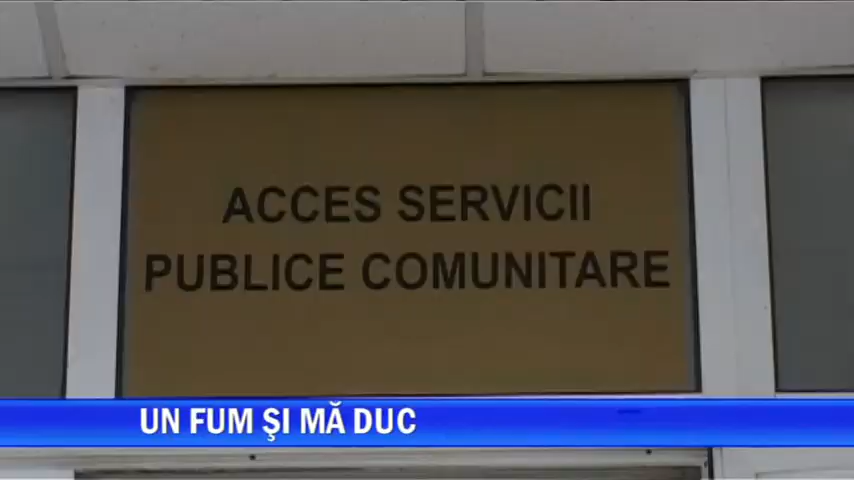 ACCES SERVICII
PUBLICE COMUNITARE
UN FUM ŞI MĂ DUC